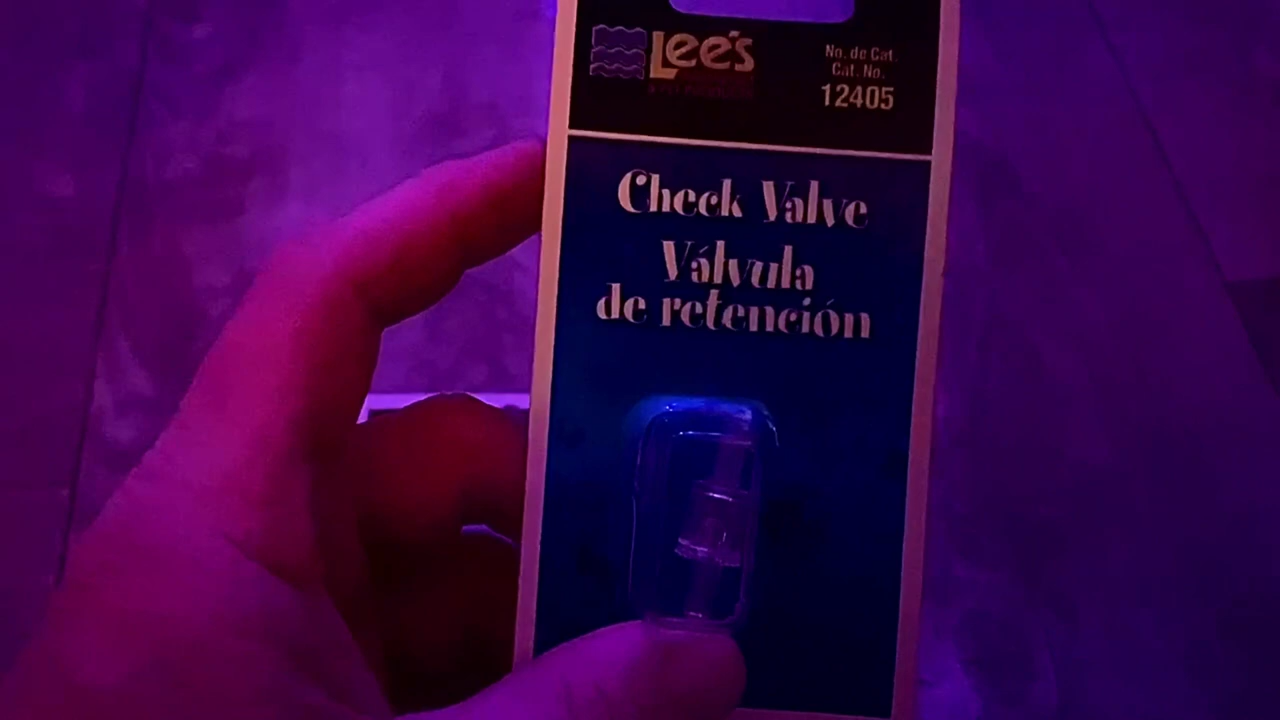 Lee's
No. de Cat.
Cat. No.
12405
Check Valve
Válvula
de retención